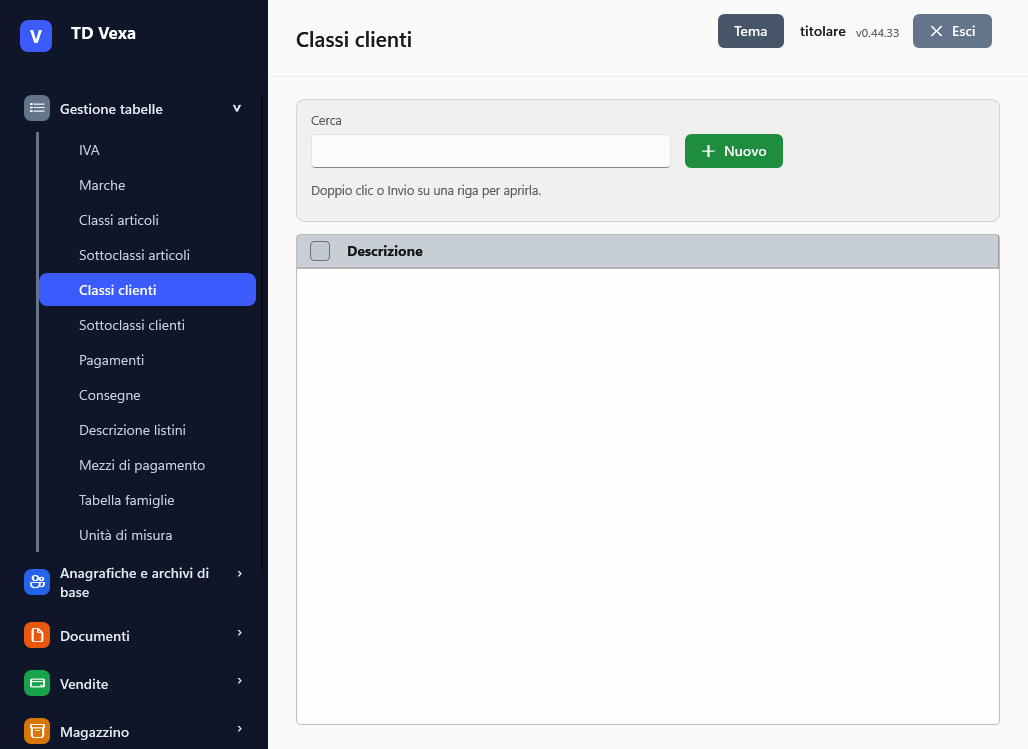 V
TD Vexa
Gestione tabelle
IVA
Marche
Classi articoli
Sottoclassi articoli
Classi clienti
Sottoclassi clienti
Pagamenti
Consegne
Descrizione listini
Mezzi di pagamento
Tabella famiglie
Unità di misura
Anagrafiche e archivi di
base
Documenti
Vendite
Magazzino
Classi clienti
Tema
titolare
v0.44.33
Esci
Cerca
Nuovo
Doppio clic o Invio su una riga per aprirla.
Descrizione